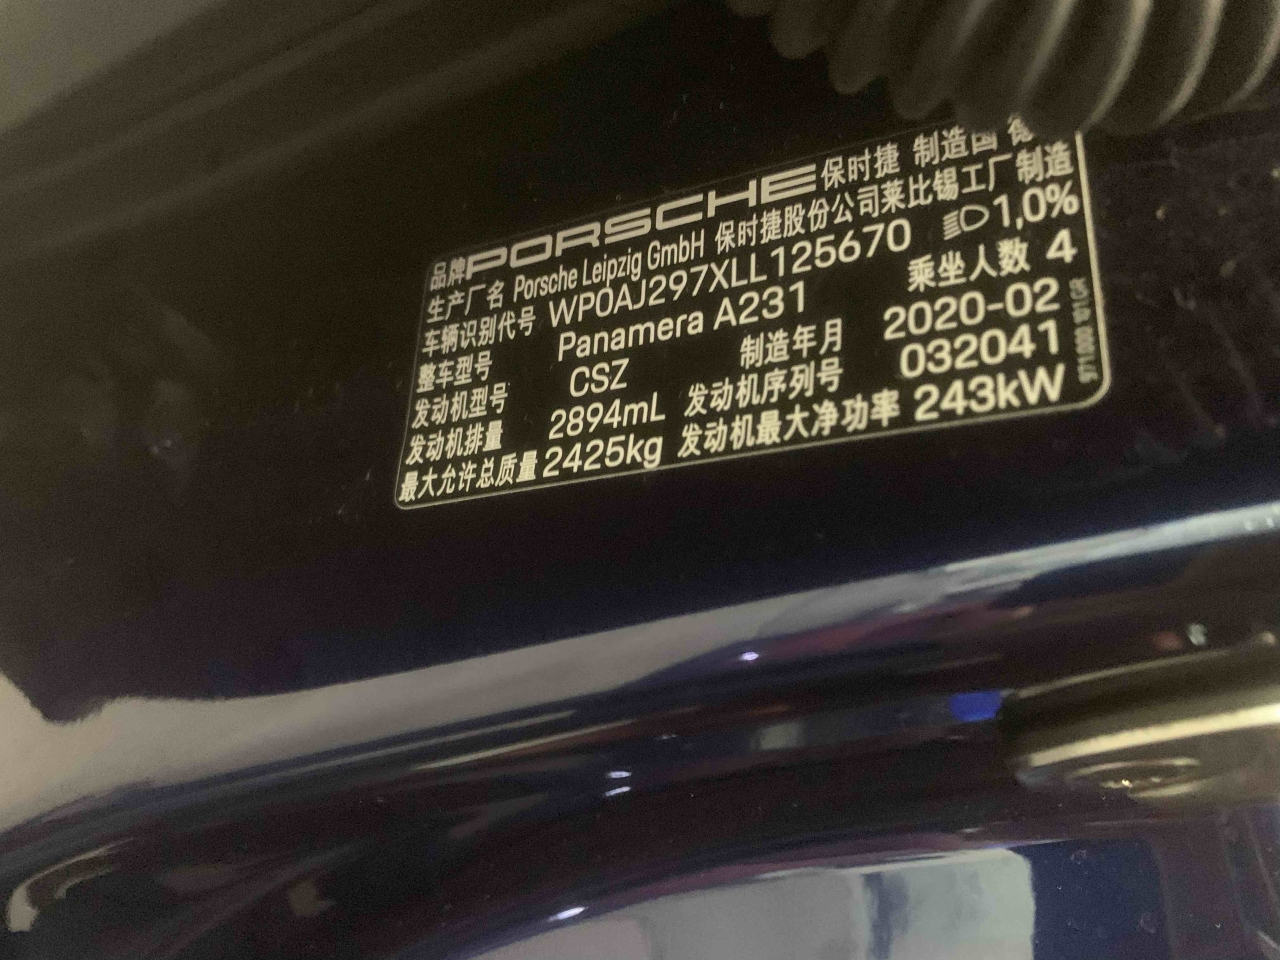 品牌 PORSCHE 保时捷 制造国 德
生产厂名 Porsche Leipzig GmbH 保时捷股份公司莱比锡工厂制造
车辆识别代号 WP0AJ297XLL125670 1,0%
整车型号 Panamera A231 乘坐人数 4
发动机型号 CSZ 制造年月 2020-02
发动机排量 2894mL 发动机序列号 032041
最大允许总质量 2425kg 发动机最大净功率 243kW